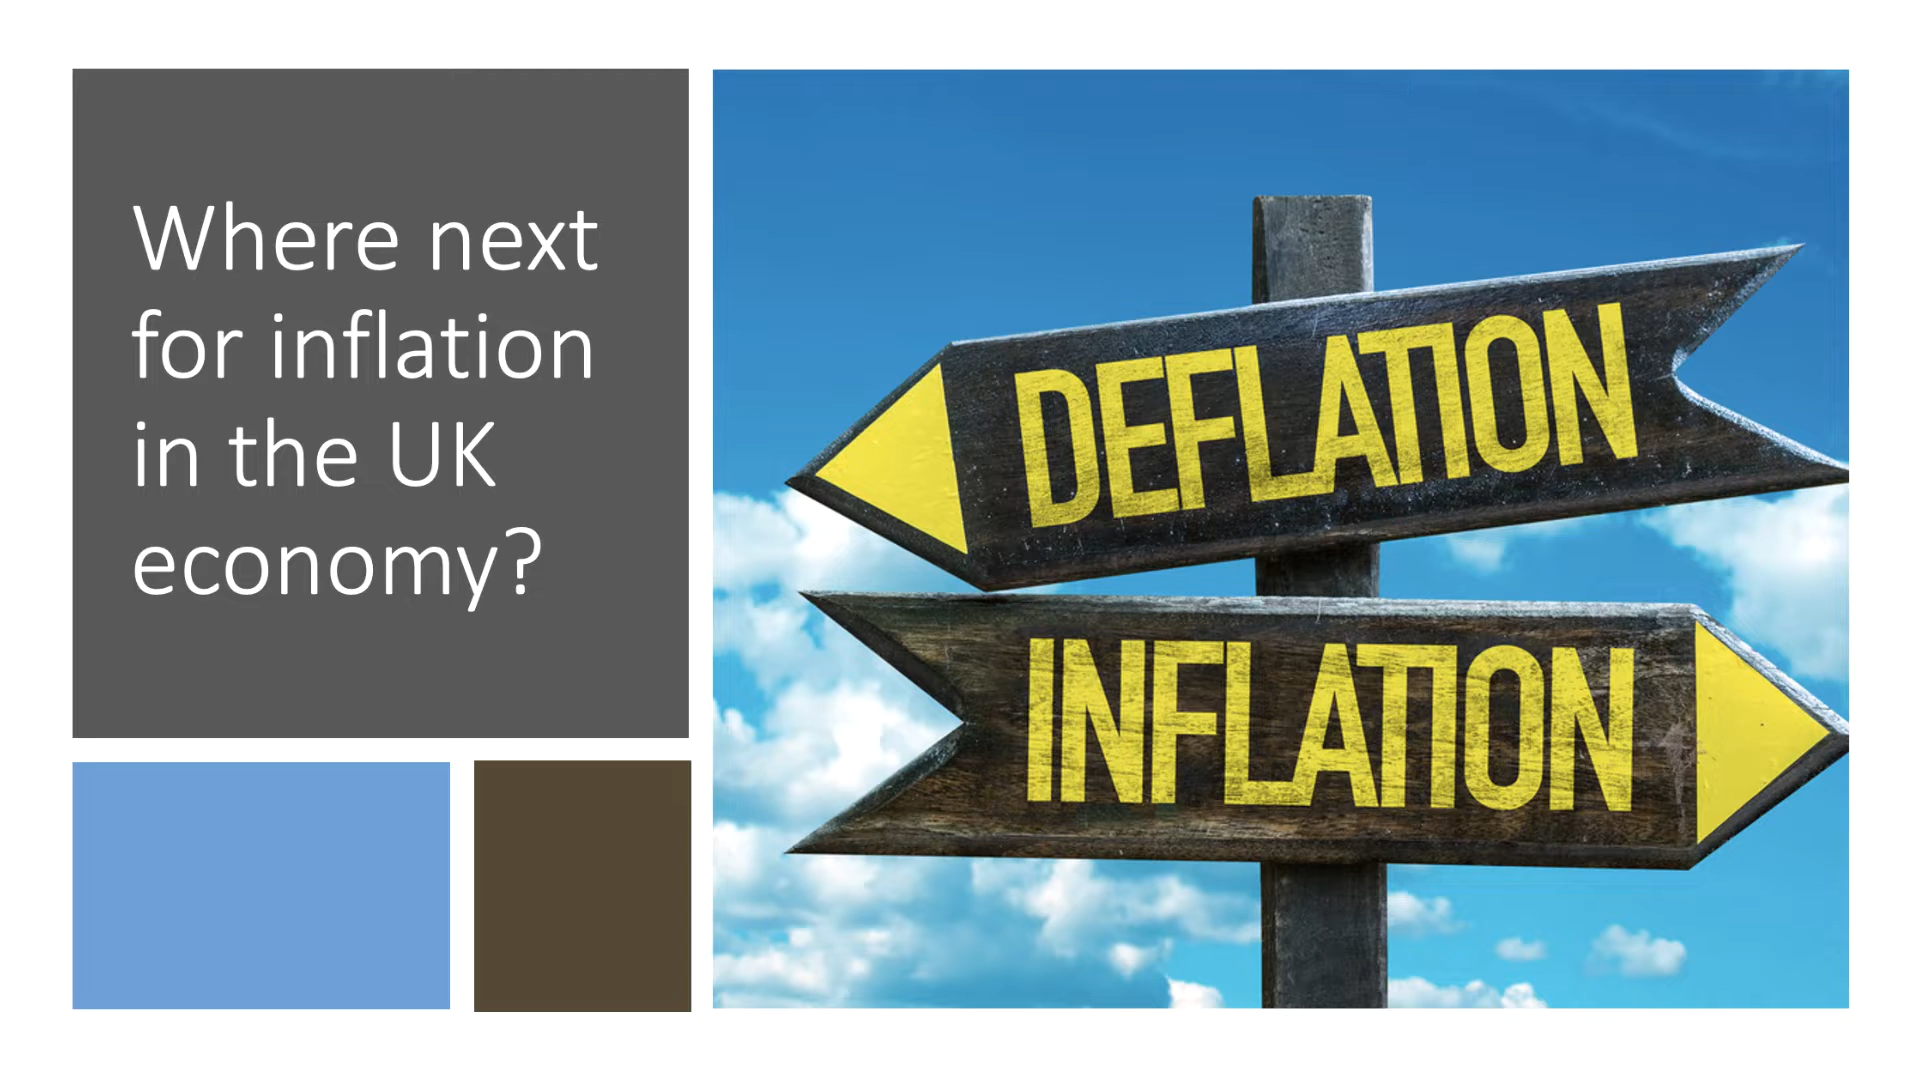 Where next
for inflation
in the UK
economy?
DEFLATION
INFLATION